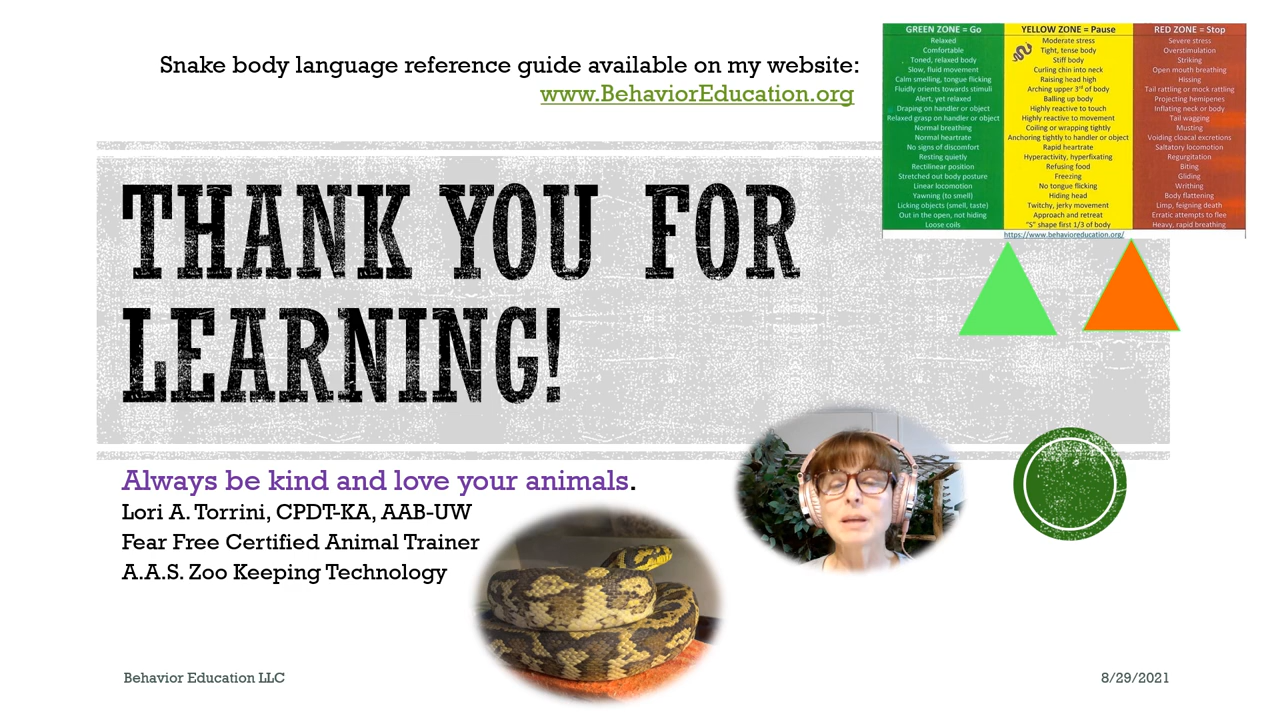 Snake body language reference guide available on my website:
www.BehaviorEducation.org
THANK YOU FOR
LEARNING!
Always be kind and love your animals.
Lori A. Torrini, CPDT-KA, AAB-UW
Fear Free Certified Animal Trainer
A.A.S. Zoo Keeping Technology
Behavior Education LLC
8/29/2021
GREEN ZONE = Go
Relaxed
Comfortable
Toned, relaxed body
Slow, fluid movement
Calm smelling, tongue flicking
Fluidly orients towards stimuli
Alert, yet relaxed
Draping on handler or object
Relaxed grasp on handler or object
Normal breathing
Normal heartrate
No signs of discomfort
Resting quietly
Rectilinear position
Stretched out body posture
Linear locomotion
Yawning (to smell)
Licking objects (smell, taste)
Out in the open, not hiding
Loose coils
YELLOW ZONE = Pause
Moderate stress
Tight, tense body
Stiff body
Curling chin into neck
Raising head high
Arching upper 3rd of body
Balling up body
Highly reactive to touch
Highly reactive to movement
Coiling or wrapping tightly
Anchoring tightly to handler or object
Rapid heartrate
Hyperactivity, hyperfixating
Refusing food
Freezing
No tongue flicking
Hiding head
Twitchy, jerky movement
Approach and retreat
"S" shape first 1/3 of body
RED ZONE = Stop
Severe stress
Overstimulation
Striking
Open mouth breathing
Hissing
Tail rattling or mock rattling
Projecting hemipenes
Inflating neck or body
Tail wagging
Musting
Voiding cloacal excretions
Saltatory locomotion
Regurgitation
Biting
Gliding
Writhing
Body flattening
Limp, feigning death
Erratic attempts to flee
Heavy, rapid breathing
https://www.behavioreducation.org/